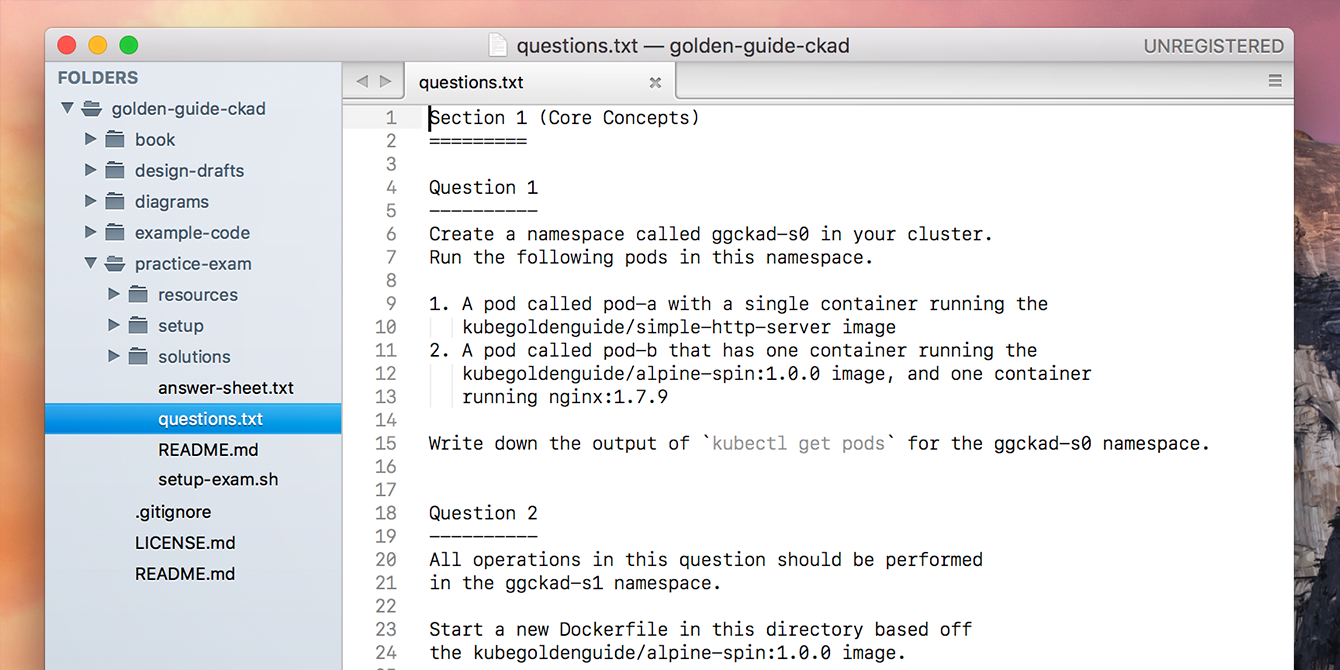 questions.txt — golden-guide-ckad
UNREGISTERED
FOLDERS
golden-guide-ckad
book
design-drafts
diagrams
example-code
practice-exam
resources
setup
solutions
answer-sheet.txt
questions.txt
README.md
setup-exam.sh
.gitignore
LICENSE.md
README.md
questions.txt
1 Section 1 (Core Concepts)
2 =========
3
4 Question 1
5 ----------
6 Create a namespace called ggckad-s0 in your cluster.
7 Run the following pods in this namespace.
8
9 1. A pod called pod-a with a single container running the
10 kubegoldenguide/simple-http-server image
11 2. A pod called pod-b that has one container running the
12 kubegoldenguide/alpine-spin:1.0.0 image, and one container
13 running nginx:1.7.9
14
15 Write down the output of `kubectl get pods` for the ggckad-s0 namespace.
16
17
18 Question 2
19 ----------
20 All operations in this question should be performed
21 in the ggckad-s1 namespace.
22
23 Start a new Dockerfile in this directory based off
24 the kubegoldenguide/alpine-spin:1.0.0 image.